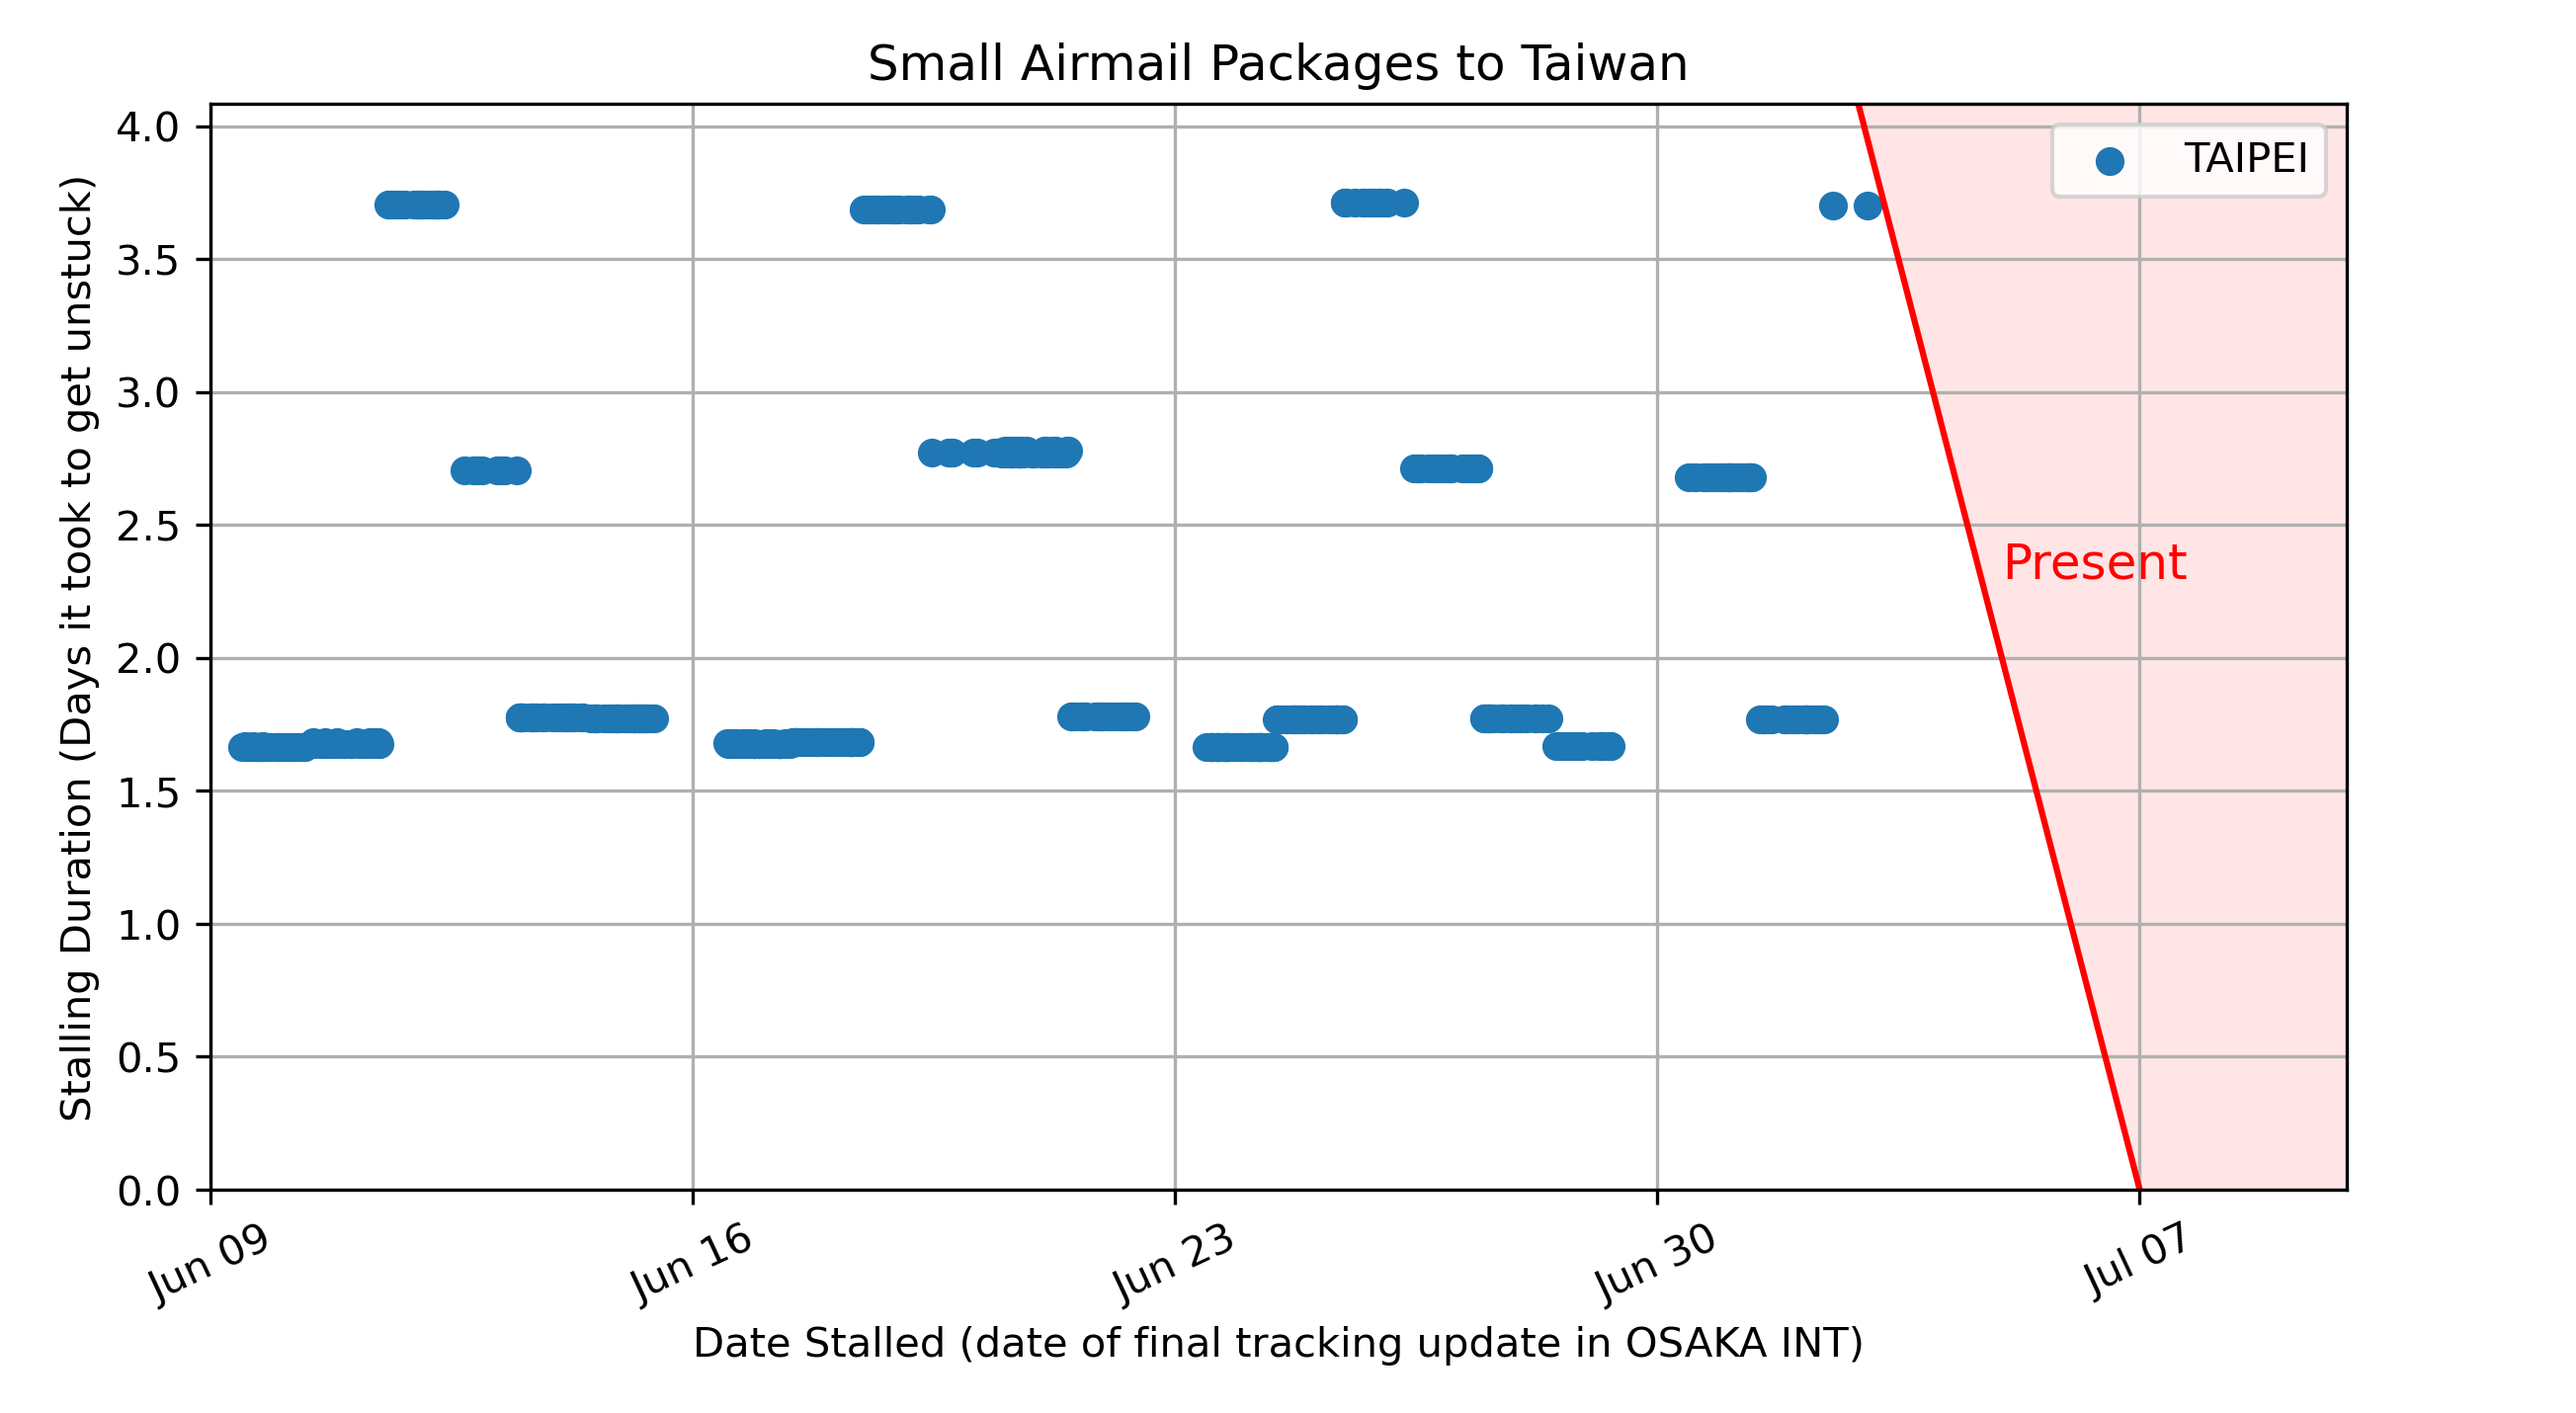 Small Airmail Packages to Taiwan
Stalling Duration (Days it took to get unstuck)
4.0
3.5
3.0
2.5
2.0
1.5
1.0
0.5
0.0
TAIPEI
Present
Jun 09
Jun 16
Jun 23
Jun 30
Jul 07
Date Stalled (date of final tracking update in OSAKA INT)